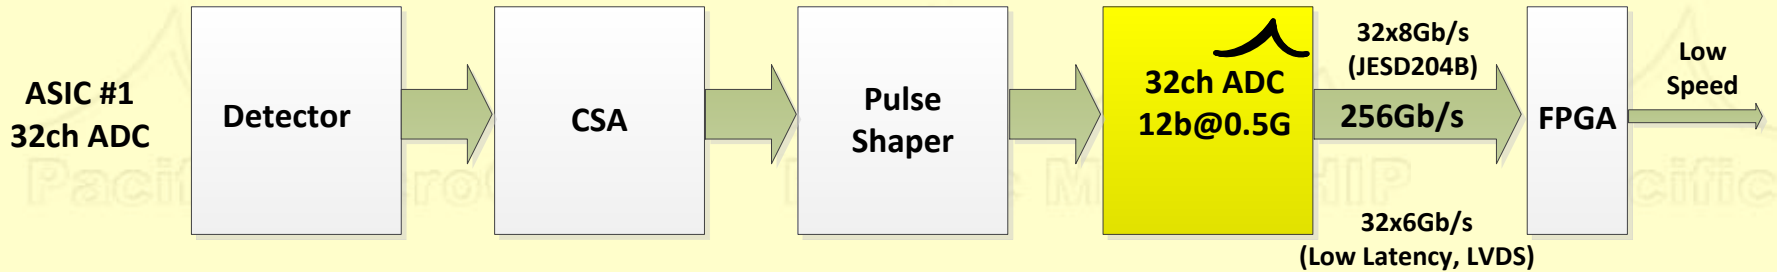 ASIC #1
32ch ADC
Detector
CSA
Pulse
Shaper
32ch ADC
12b@0.5G
32x8Gb/s
(JESD204B)
256Gb/s
32x6Gb/s
(Low Latency, LVDS)
FPGA
Low
Speed